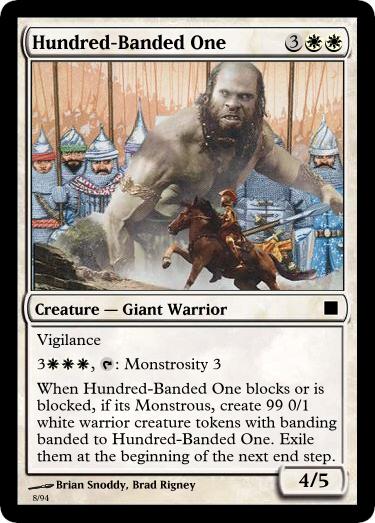 Hundred-Banded One 3
Creature — Giant Warrior
Vigilance
3, : Monstrosity 3
When Hundred-Banded One blocks or is
blocked, if its Monstrous, create 99 0/1
white warrior creature tokens with banding
banded to Hundred-Banded One. Exile
them at the beginning of the next end step.
4/5
Brian Snoddy, Brad Rigney
8/94